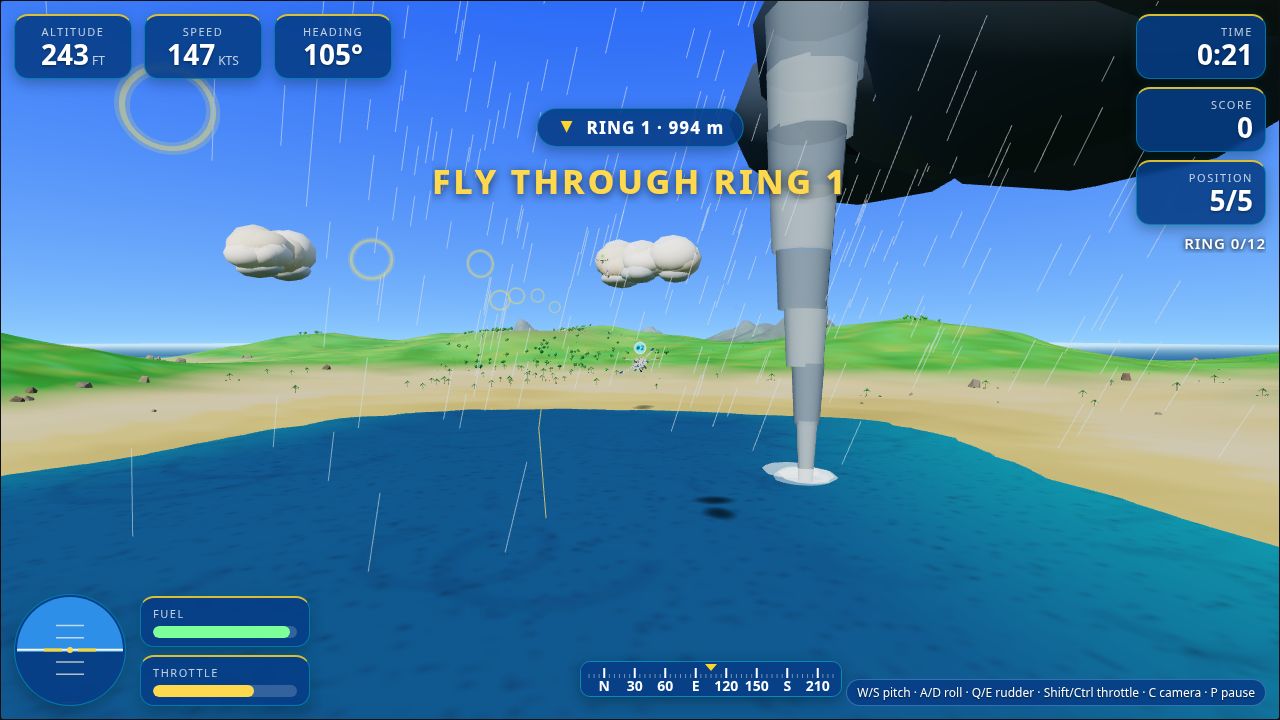 ALTITUDE
243 FT
SPEED
147 KTS
HEADING
105°
TIME
0:21
SCORE
0
POSITION
5/5
RING 0/12
RING 1 · 994 m
FLY THROUGH RING 1
FUEL
THROTTLE
N 30 60 E 120 150 S 210
W/S pitch · A/D roll · Q/E rudder · Shift/Ctrl throttle · C camera · P pause